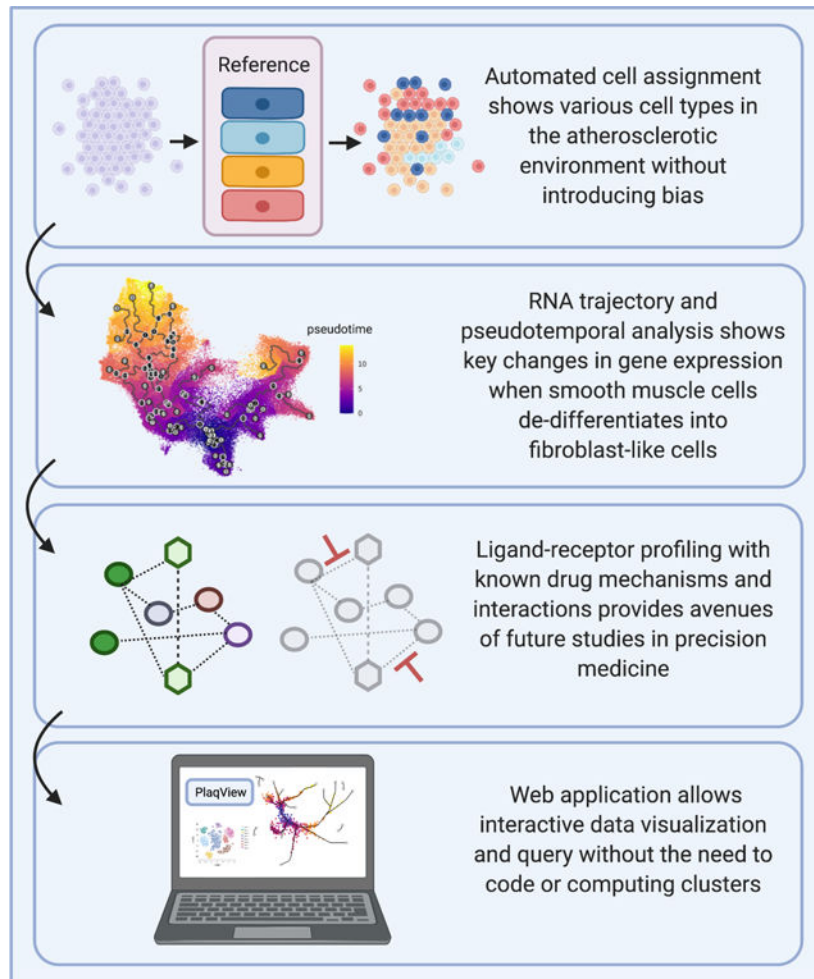 Reference
Automated cell assignment
shows various cell types in
the atherosclerotic
environment without
introducing bias
pseudotime
10
5
0
RNA trajectory and
pseudotemporal analysis shows
key changes in gene expression
when smooth muscle cells
de-differentiates into
fibroblast-like cells
Ligand-receptor profiling with
known drug mechanisms and
interactions provides avenues
of future studies in precision
medicine
PlaqView
Web application allows
interactive data visualization
and query without the need to
code or computing clusters